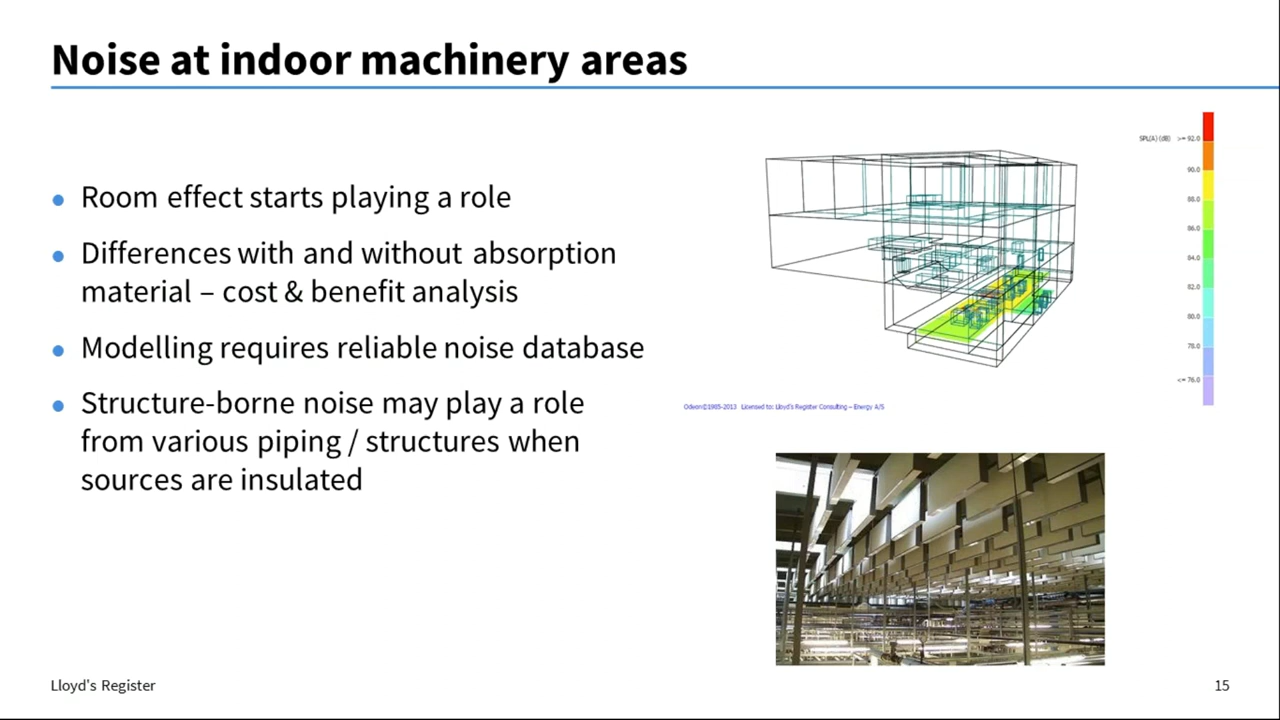 Noise at indoor machinery areas
Room effect starts playing a role
Differences with and without absorption
material – cost & benefit analysis
Modelling requires reliable noise database
Structure-borne noise may play a role
from various piping / structures when
sources are insulated
SPL(A) (dB) >= 92.0
90.0
88.0
86.0
84.0
82.0
80.0
78.0
<= 76.0
Odeon©1985-2013 Licensed to: Lloyd's Register Consulting – Energy A/S
Lloyd's Register
15